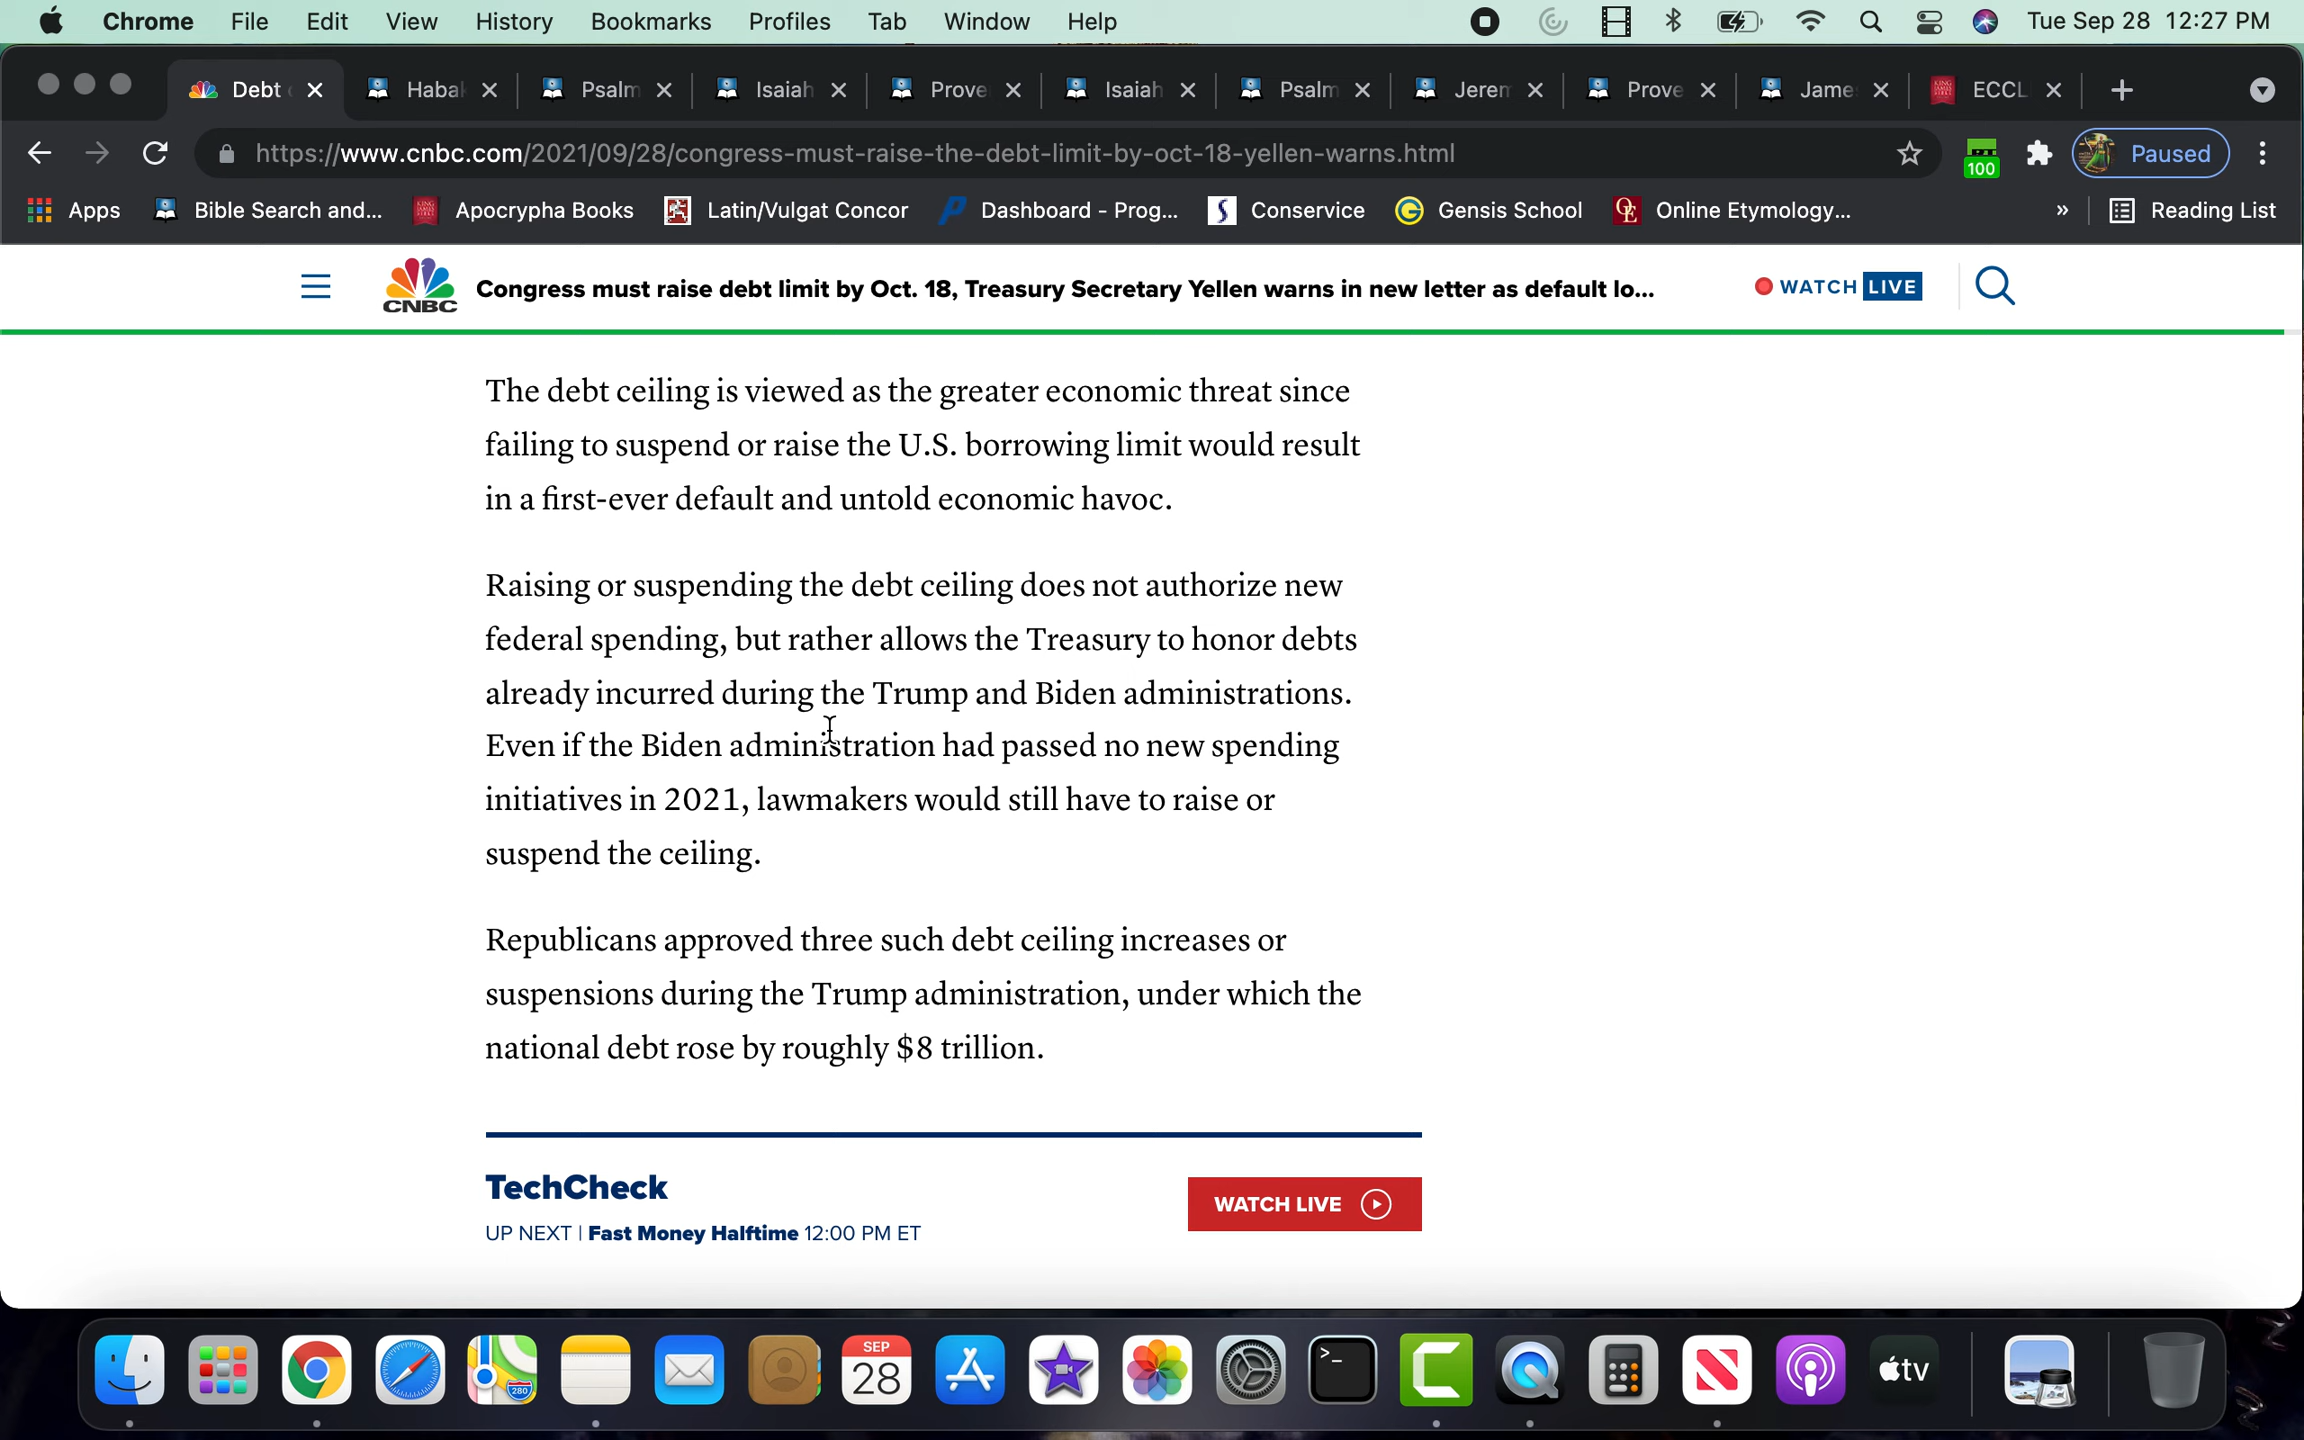 Chrome File Edit View History Bookmarks Profiles Tab Window Help Tue Sep 28 12:27 PM
Debt Habak Psalm Isaiah Prove Isaiah Psalm Jerem Prove Jame ECCL
https://www.cnbc.com/2021/09/28/congress-must-raise-the-debt-limit-by-oct-18-yellen-warns.html 100 Paused
Apps Bible Search and... Apocrypha Books Latin/Vulgat Concor Dashboard - Prog... Conservice Gensis School Online Etymology... » Reading List
CNBC Congress must raise debt limit by Oct. 18, Treasury Secretary Yellen warns in new letter as default lo... WATCH LIVE
The debt ceiling is viewed as the greater economic threat since
failing to suspend or raise the U.S. borrowing limit would result
in a first-ever default and untold economic havoc.
Raising or suspending the debt ceiling does not authorize new
federal spending, but rather allows the Treasury to honor debts
already incurred during the Trump and Biden administrations.
Even if the Biden administration had passed no new spending
initiatives in 2021, lawmakers would still have to raise or
suspend the ceiling.
Republicans approved three such debt ceiling increases or
suspensions during the Trump administration, under which the
national debt rose by roughly $8 trillion.
TechCheck
WATCH LIVE
UP NEXT | Fast Money Halftime 12:00 PM ET
SEP
28
280
tv